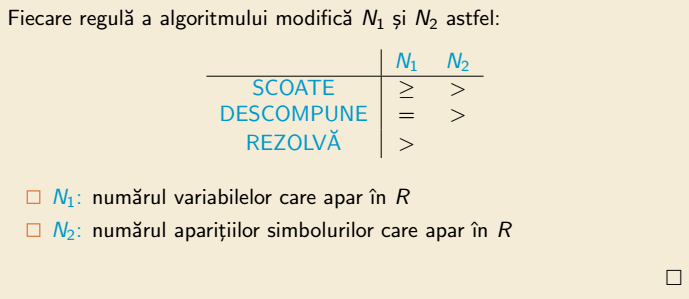 Fiecare regulă a algoritmului modifică N₁ și N₂ astfel:
N₁ N₂
SCOATE ≥ >
DESCOMPUNE = >
REZOLVĂ >
N₁: numărul variabilelor care apar în R
N₂: numărul aparițiilor simbolurilor care apar în R